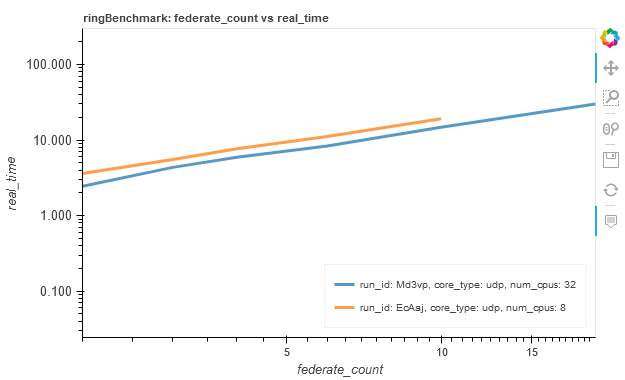 ringBenchmark: federate_count vs real_time
100.000
10.000
1.000
0.100
real_time
run_id: Md3vp, core_type: udp, num_cpus: 32
run_id: EcAaj, core_type: udp, num_cpus: 8
5
10
15
federate_count